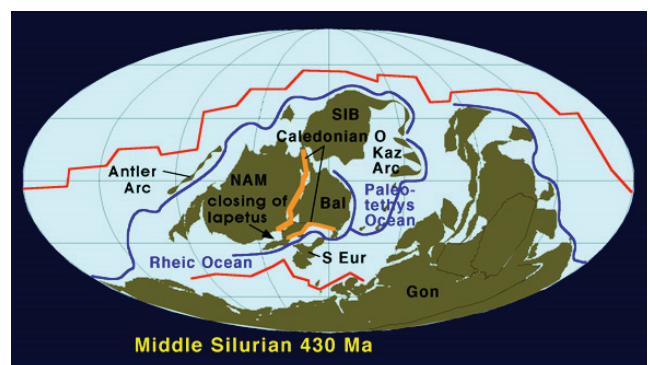 SIB
Caledonian O
Kaz
Arc
Antler
Arc
NAM
closing of
Iapetus
Bal
Paleo-
tethys
Ocean
Rheic Ocean
S Eur
Gon
Middle Silurian 430 Ma